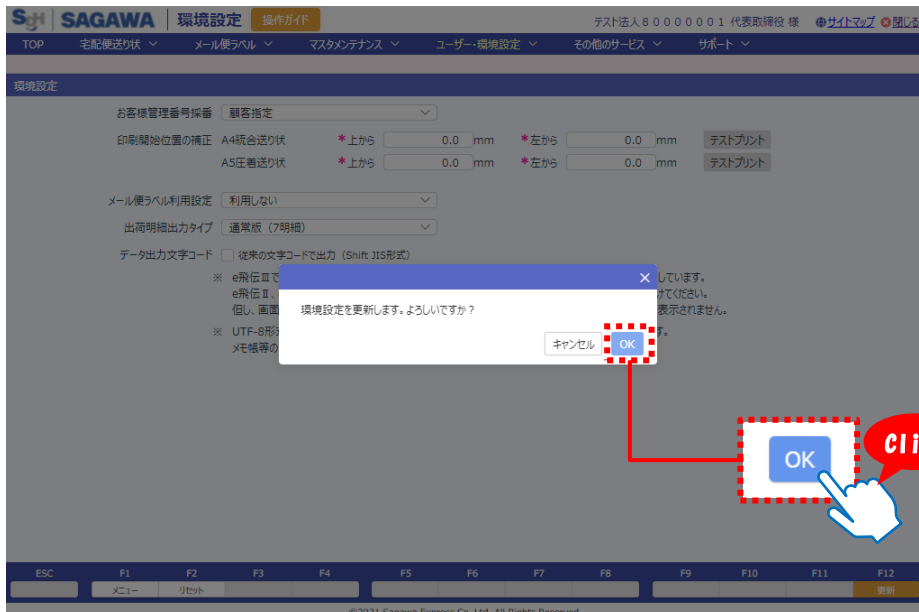 SGH SAGAWA 環境設定 操作ガイド テスト法人80000001 代表取締役 様 サイトマップ 閉じる
TOP 宅配便送り状 メール便ラベル マスタメンテナンス ユーザー・環境設定 その他のサービス サポート
環境設定
お客様管理番号採番 顧客指定
印刷開始位置の補正 A4統合送り状 *上から 0.0 mm *左から 0.0 mm テストプリント
A5圧着送り状 *上から 0.0 mm *左から 0.0 mm テストプリント
メール便ラベル利用設定 利用しない
出荷明細出力タイプ 通常版（7明細）
データ出力文字コード 従来の文字コードで出力（Shift JIS形式）
※ e飛伝Ⅲで しています。
e飛伝Ⅱ、 けてください。
但し、画面 表示されません。
※ UTF-8形式 す。
メモ帳等の
環境設定を更新します。よろしいですか？
キャンセル OK
OK
Cli
ESC F1 F2 F3 F4 F5 F6 F7 F8 F9 F10 F11 F12
メニュー リセット 更新
©2021 Sagawa Express Co.,Ltd. All Rights Reserved